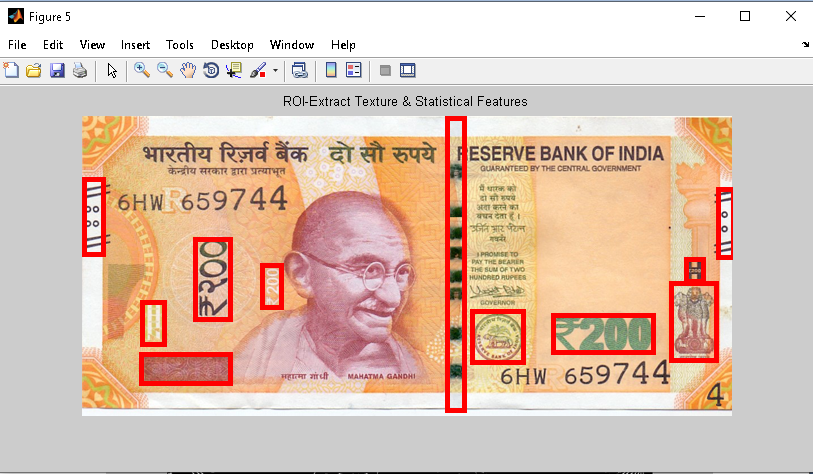 Figure 5
File Edit View Insert Tools Desktop Window Help
ROI-Extract Texture & Statistical Features
भारतीय रिज़र्व बैंक दो सौ रुपये
केन्द्रीय सरकार द्वारा प्रत्याभूत
RESERVE BANK OF INDIA
GUARANTEED BY THE CENTRAL GOVERNMENT
6HW 659744
₹200
₹200
मैं धारक को
दो सौ रुपये
अदा करने का
वचन देता हूँ।
I PROMISE TO
PAY THE BEARER
THE SUM OF TWO
HUNDRED RUPEES
GOVERNOR
₹200
महात्मा गांधी MAHATMA GANDHI
6HW 659744
4